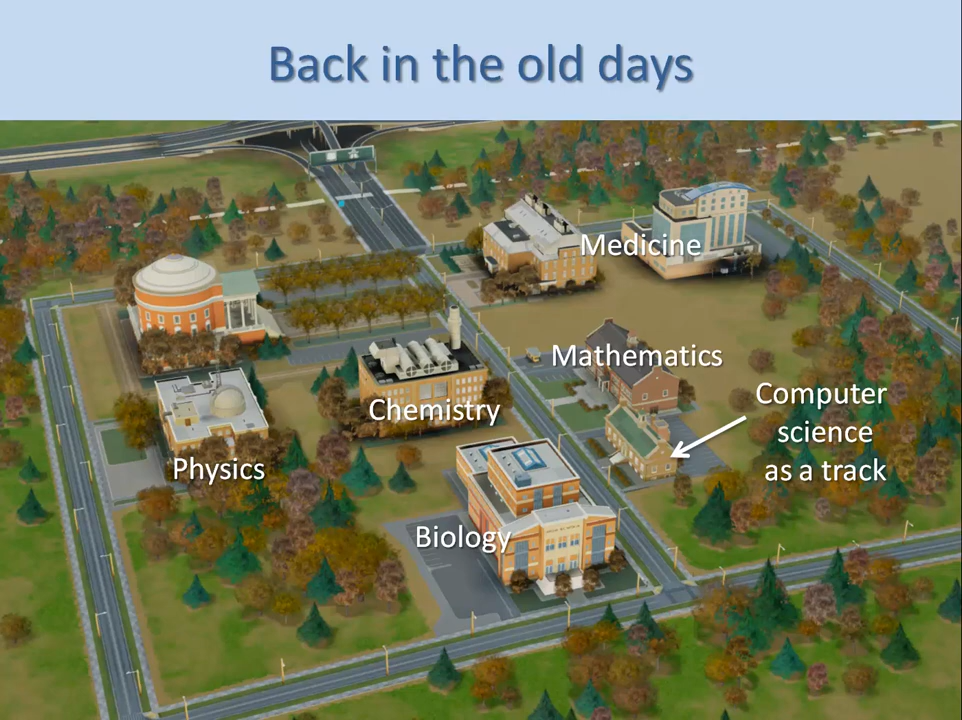 Back in the old days
Medicine
Mathematics
Computer
science
as a track
Chemistry
Physics
Biology